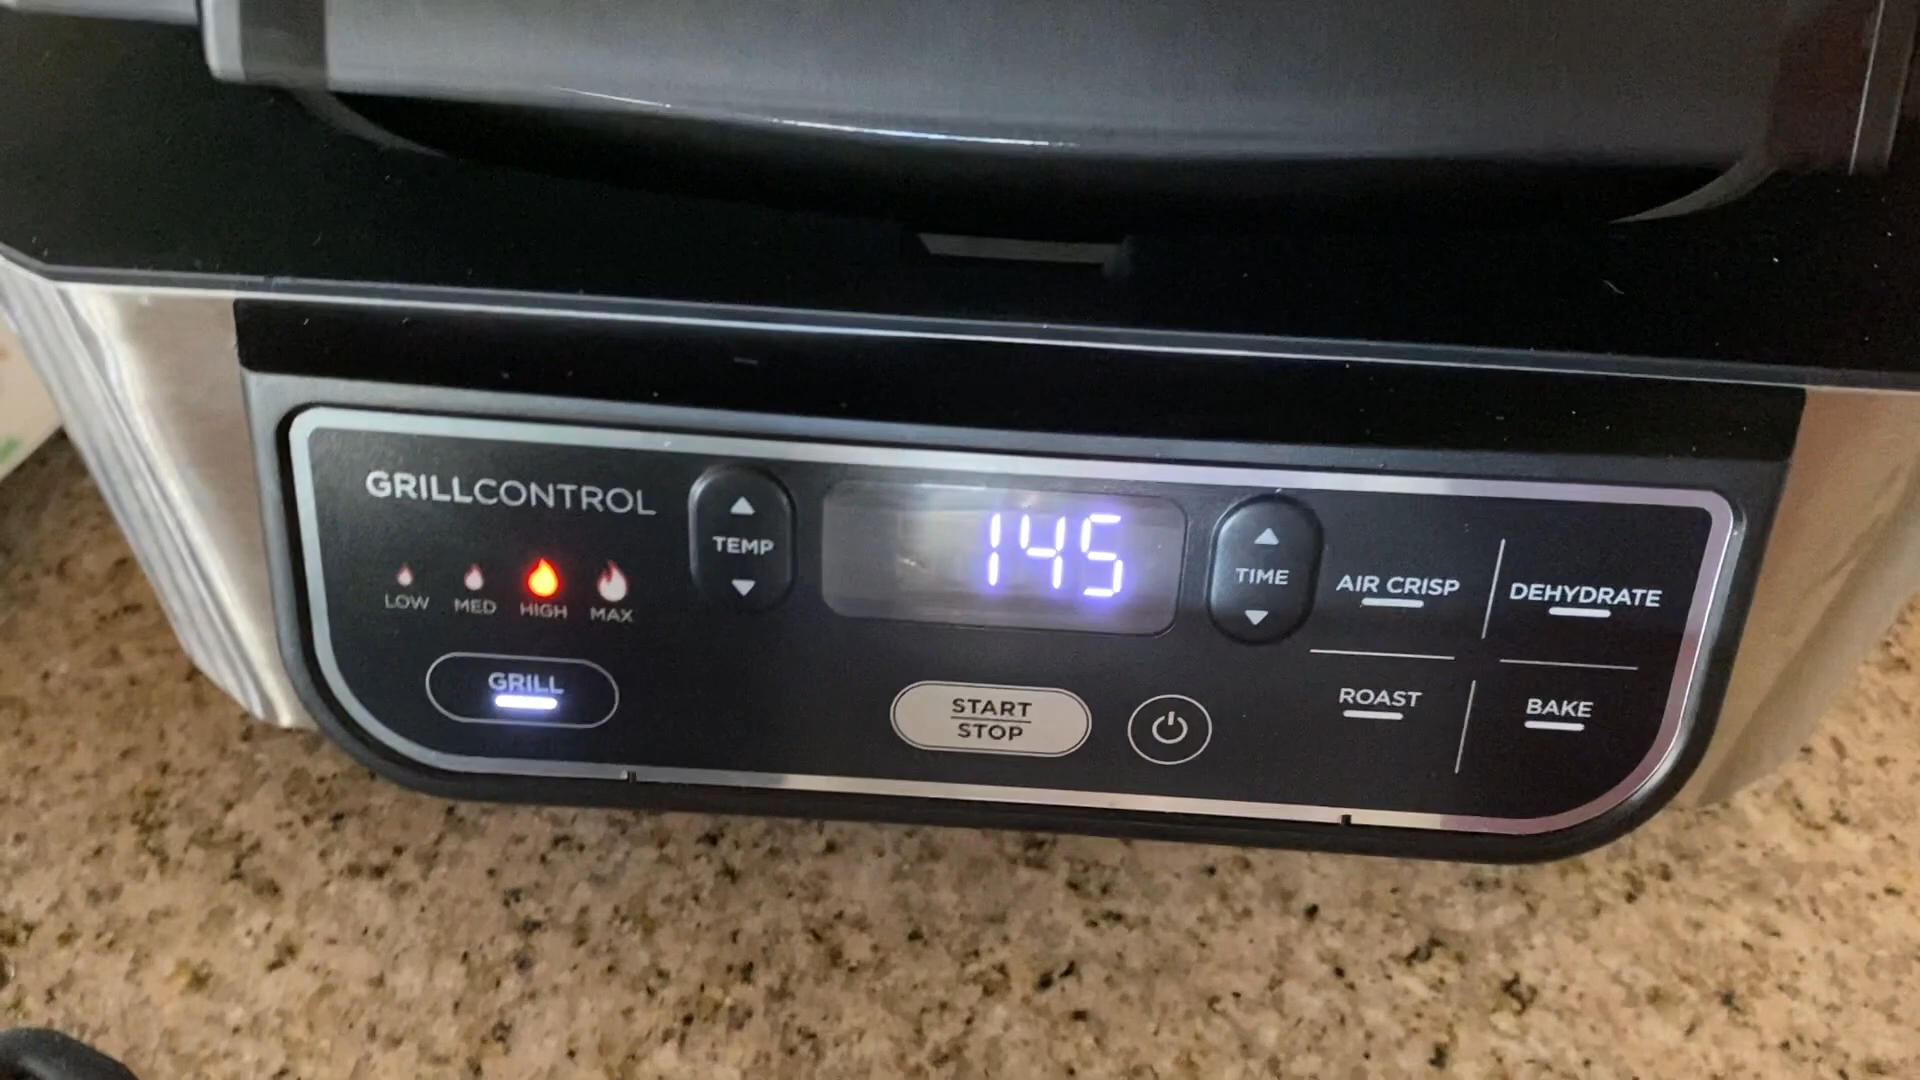 GRILLCONTROL
LOW MED HIGH MAX
GRILL
TEMP
145
TIME
START
STOP
AIR CRISP
DEHYDRATE
ROAST
BAKE